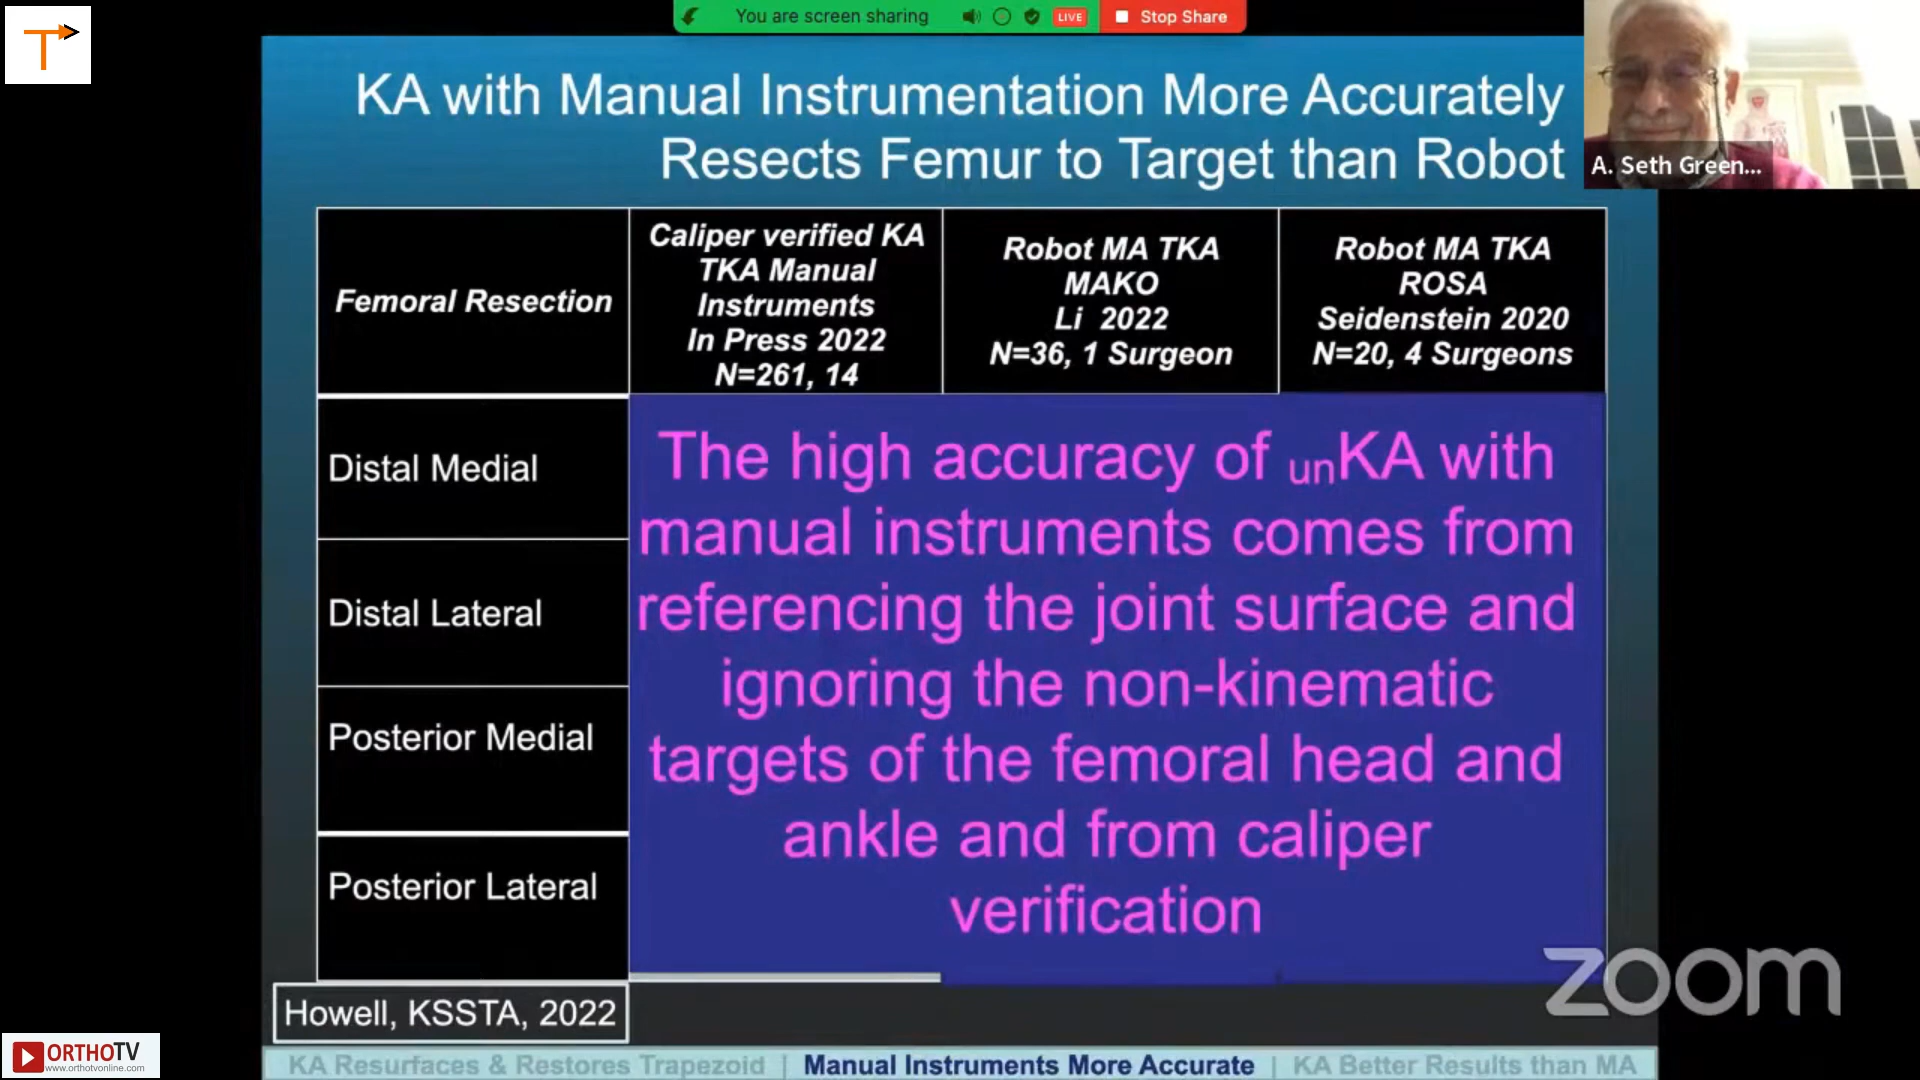 You are screen sharing
LIVE
Stop Share
T
KA with Manual Instrumentation More Accurately
Resects Femur to Target than Robot
A. Seth Green...
Femoral Resection
Caliper verified KA
TKA Manual
Instruments
In Press 2022
N=261, 14
Robot MA TKA
MAKO
Li 2022
N=36, 1 Surgeon
Robot MA TKA
ROSA
Seidenstein 2020
N=20, 4 Surgeons
Distal Medial
Distal Lateral
Posterior Medial
Posterior Lateral
The high accuracy of unKA with
manual instruments comes from
referencing the joint surface and
ignoring the non-kinematic
targets of the femoral head and
ankle and from caliper
verification
Howell, KSSTA, 2022
zoom
KA Resurfaces & Restores Trapezoid | Manual Instruments More Accurate | KA Better Results than MA
ORTHOTV
www.orthotvonline.com